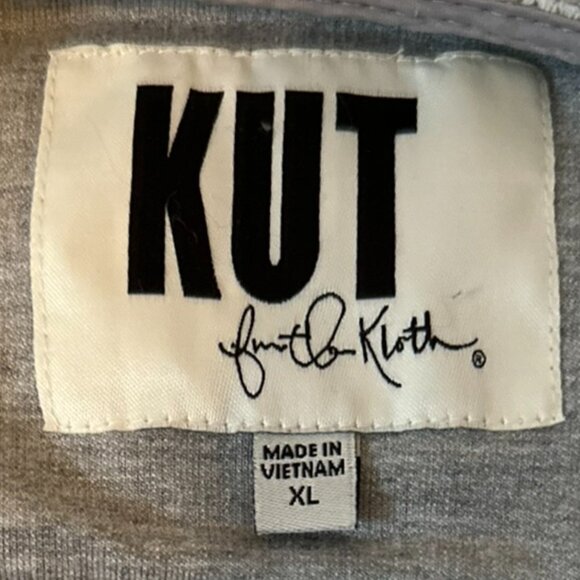 KUT
from the Kloth ®
MADE IN
VIETNAM
XL